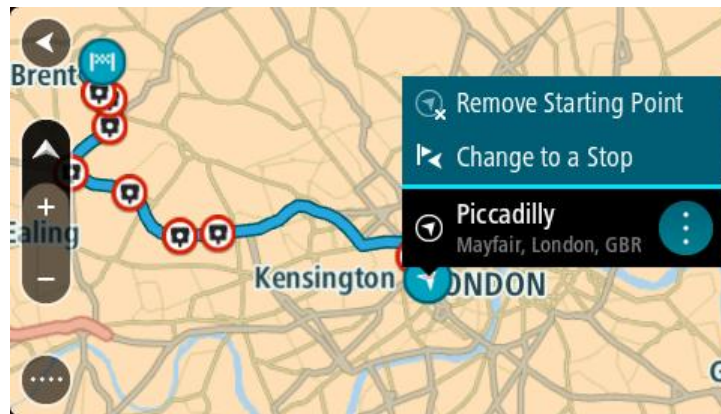 Brent
Remove Starting Point
Change to a Stop
Piccadilly
Mayfair, London, GBR
Ealing
Kensington
ONDON
G